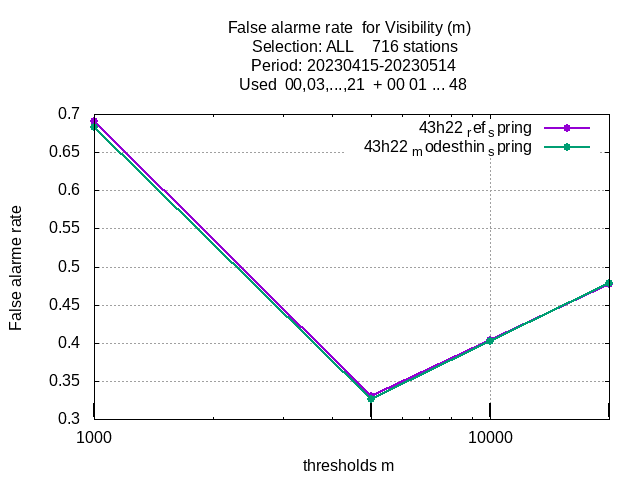 False alarme rate  for Visibility (m)
Selection: ALL    716 stations
Period: 20230415-20230514
Used  00,03,...,21  + 00 01 ... 48
0.7
43h22 ref spring
0.65
43h22 modesthin spring
0.6
0.55
0.5
0.45
0.4
0.35
0.3
False alarme rate
1000
10000
thresholds m